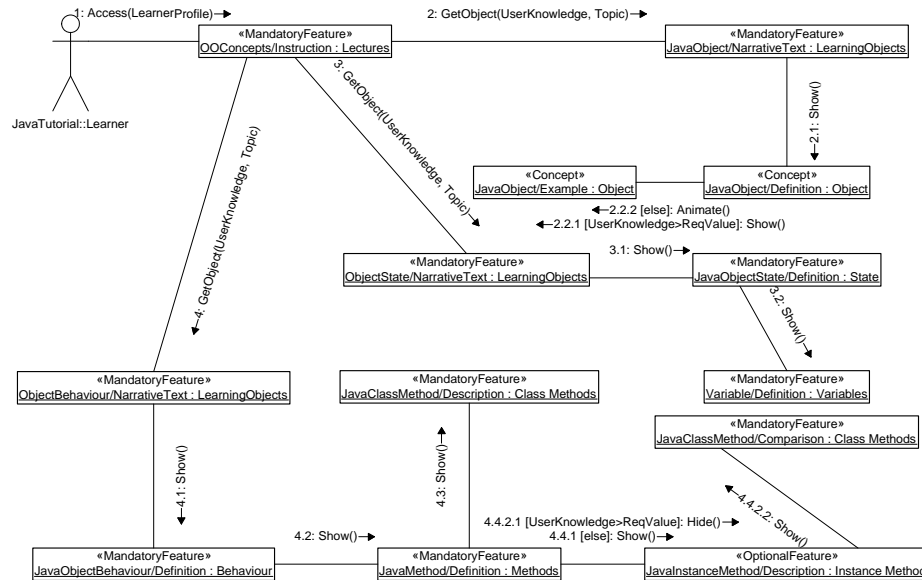 1: Access(LearnerProfile)
2: GetObject(UserKnowledge, Topic)
«MandatoryFeature»
OOConcepts/Instruction : Lectures
«MandatoryFeature»
JavaObject/NarrativeText : LearningObjects
JavaTutorial::Learner
3: GetObject(UserKnowledge, Topic)
2.1: Show()
«Concept»
JavaObject/Example : Object
«Concept»
JavaObject/Definition : Object
2.2.2 [else]: Animate()
2.2.1 [UserKnowledge>ReqValue]: Show()
4: GetObject(UserKnowledge, Topic)
3.1: Show()
«MandatoryFeature»
ObjectState/NarrativeText : LearningObjects
«MandatoryFeature»
JavaObjectState/Definition : State
3.2: Show()
«MandatoryFeature»
ObjectBehaviour/NarrativeText : LearningObjects
«MandatoryFeature»
JavaClassMethod/Description : Class Methods
«MandatoryFeature»
Variable/Definition : Variables
«MandatoryFeature»
JavaClassMethod/Comparison : Class Methods
4.1: Show()
4.3: Show()
4.4.2.2: Show()
4.2: Show()
4.4.2.1 [UserKnowledge>ReqValue]: Hide()
4.4.1 [else]: Show()
«MandatoryFeature»
JavaObjectBehaviour/Definition : Behaviour
«MandatoryFeature»
JavaMethod/Definition : Methods
«OptionalFeature»
JavaInstanceMethod/Description : Instance Method